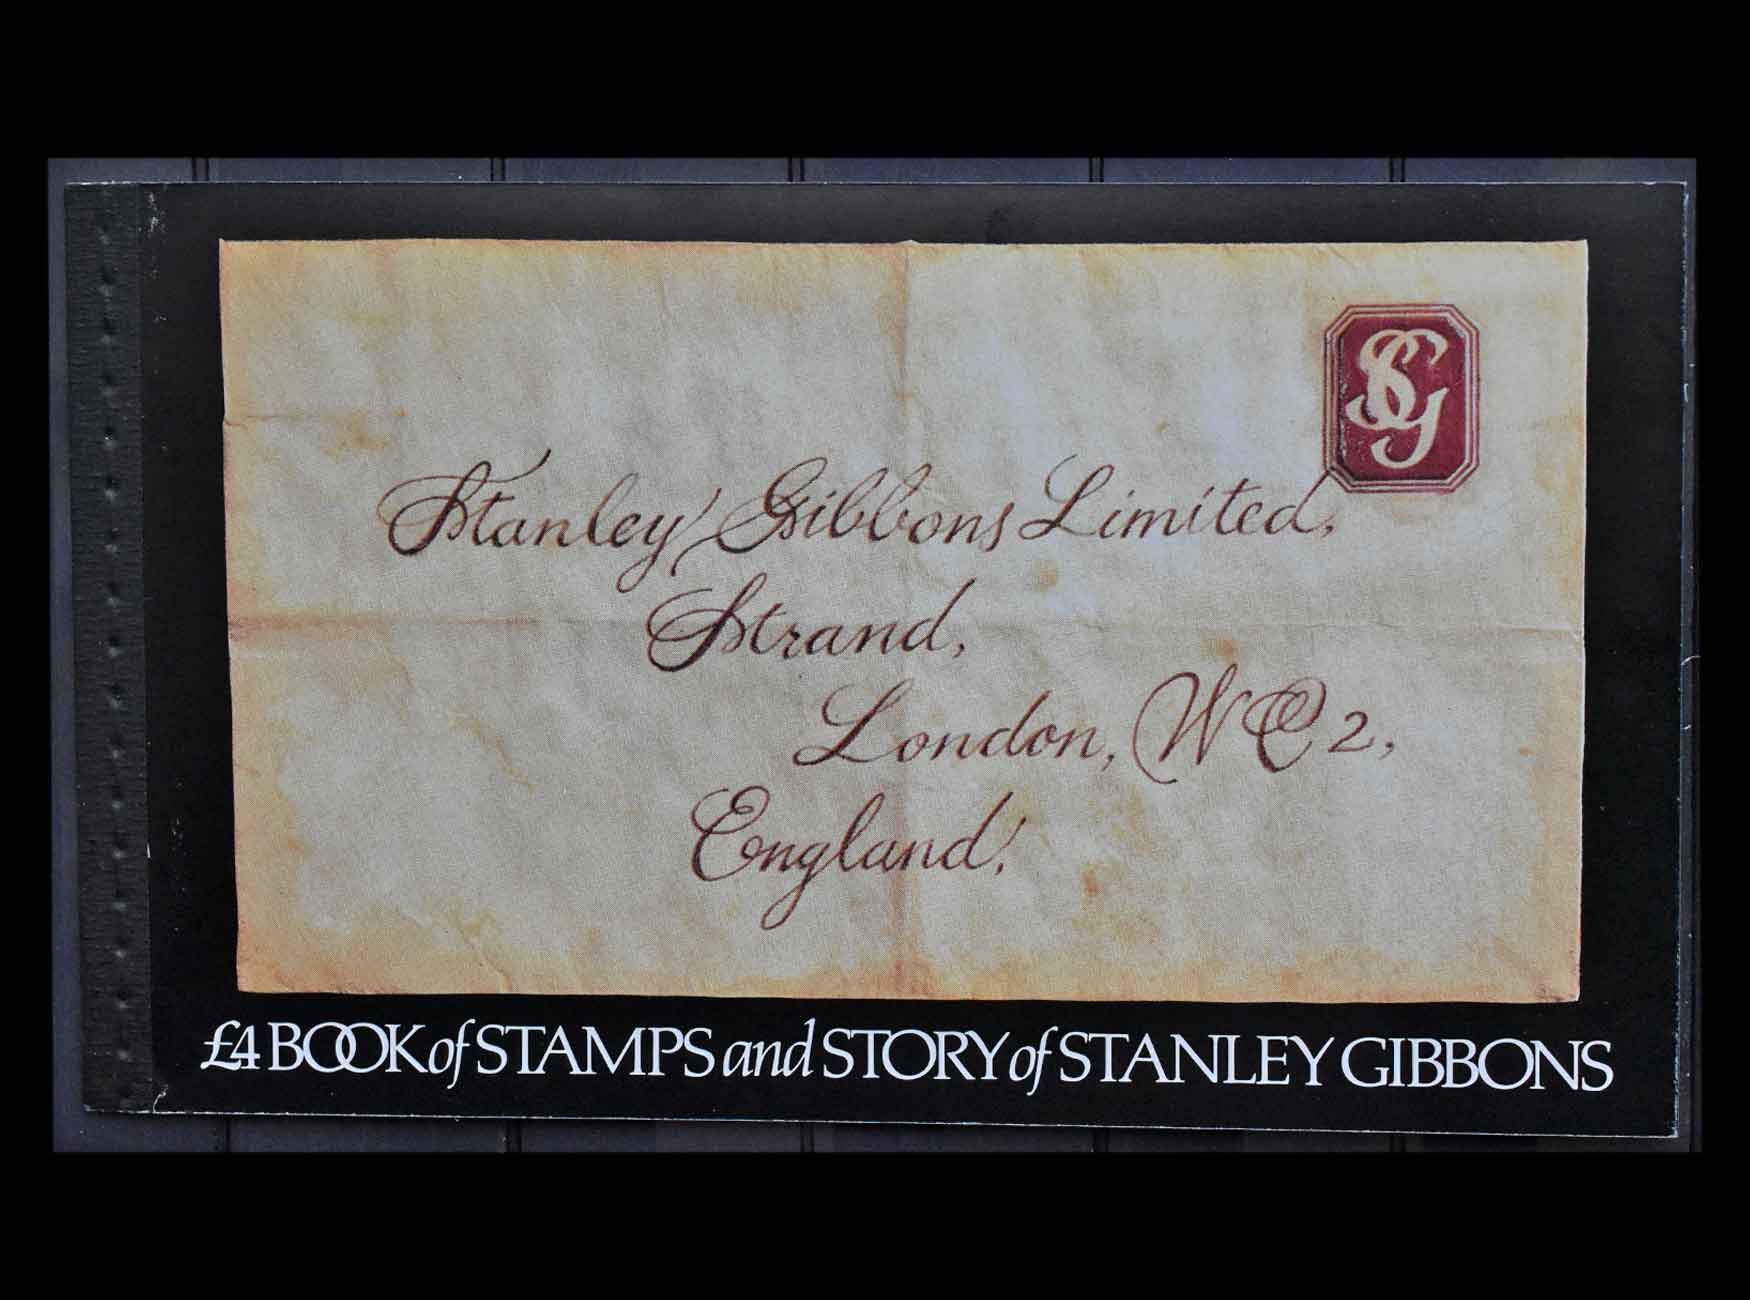 SG
Stanley Gibbons Limited,
Strand,
London, WC2,
England.
£4 BOOK of STAMPS and STORY of STANLEY GIBBONS